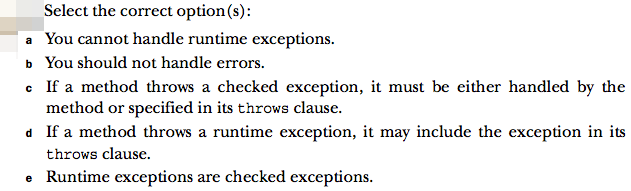 Select the correct option(s):
a You cannot handle runtime exceptions.
b You should not handle errors.
c If a method throws a checked exception, it must be either handled by the
method or specified in its throws clause.
d If a method throws a runtime exception, it may include the exception in its
throws clause.
e Runtime exceptions are checked exceptions.